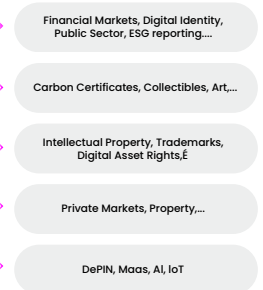 Financial Markets, Digital Identity,
Public Sector, ESG reporting....
Carbon Certificates, Collectibles, Art,...
Intellectual Property, Trademarks,
Digital Asset Rights,É
Private Markets, Property,...
DePIN, Maas, AI, IoT